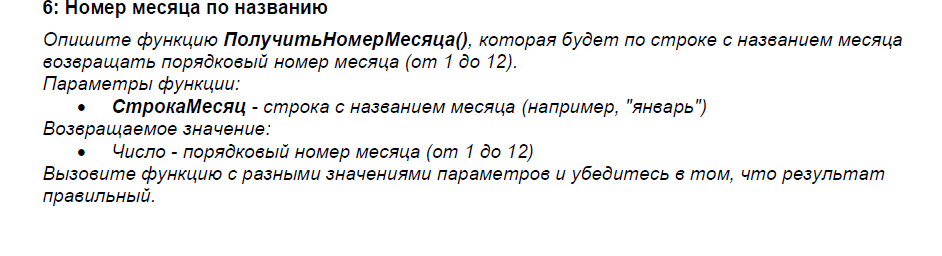 6: Номер месяца по названию
Опишите функцию ПолучитьНомерМесяца(), которая будет по строке с названием месяца
возвращать порядковый номер месяца (от 1 до 12).
Параметры функции:
• СтрокаМесяц - строка с названием месяца (например, "январь")
Возвращаемое значение:
• Число - порядковый номер месяца (от 1 до 12)
Вызовите функцию с разными значениями параметров и убедитесь в том, что результат
правильный.